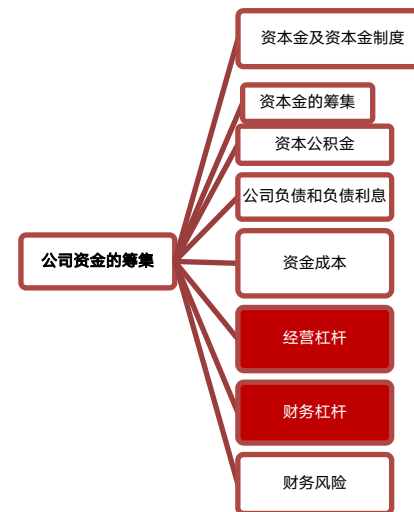 资本金及资本金制度
资本金的筹集
资本公积金
公司负债和负债利息
公司资金的筹集
资金成本
经营杠杆
财务杠杆
财务风险